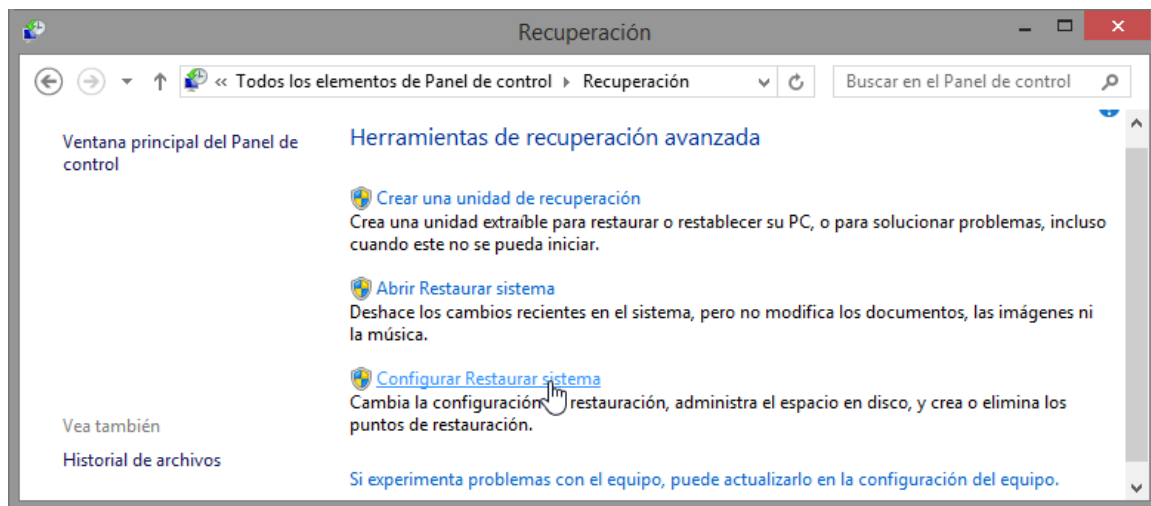 Recuperación
« Todos los elementos de Panel de control Recuperación
Buscar en el Panel de control
Ventana principal del Panel de
control
Herramientas de recuperación avanzada
Crear una unidad de recuperación
Crea una unidad extraíble para restaurar o restablecer su PC, o para solucionar problemas, incluso
cuando este no se pueda iniciar.
Abrir Restaurar sistema
Deshace los cambios recientes en el sistema, pero no modifica los documentos, las imágenes ni
la música.
Configurar Restaurar sistema
Cambia la configuración restauración, administra el espacio en disco, y crea o elimina los
puntos de restauración.
Vea también
Historial de archivos
Si experimenta problemas con el equipo, puede actualizarlo en la configuración del equipo.